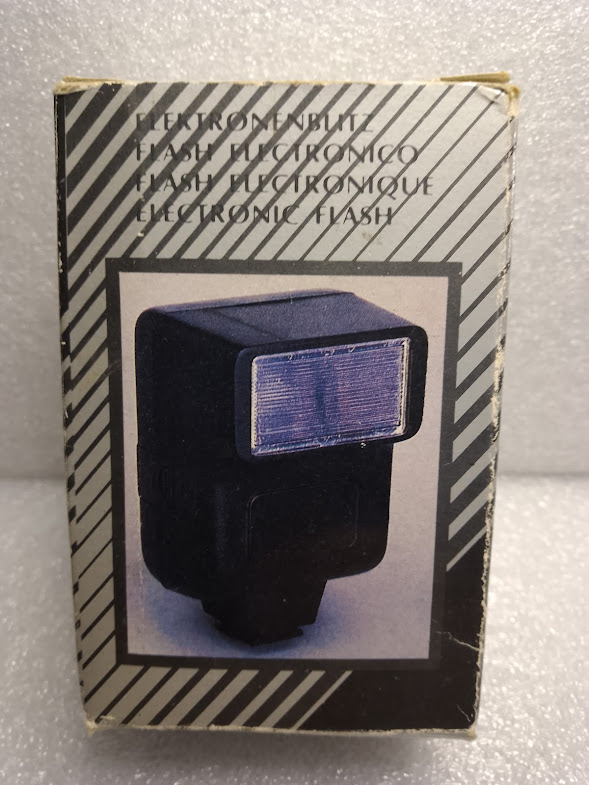 ELEKTRONENBLITZ
FLASH ELECTRONICO
FLASH ELECTRONIQUE
ELECTRONIC FLASH